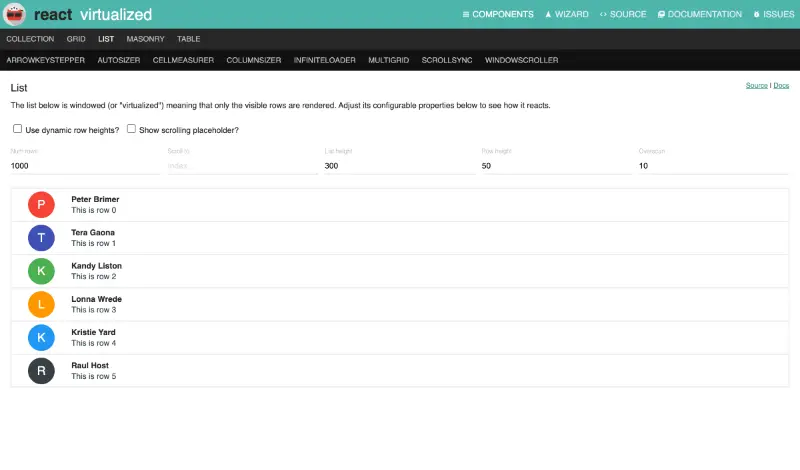 react virtualized
COMPONENTS WIZARD SOURCE DOCUMENTATION ISSUES
COLLECTION GRID LIST MASONRY TABLE
ARROWKEYSTEPPER AUTOSIZER CELLMEASURER COLUMNSIZER INFINITELOADER MULTIGRID SCROLLSYNC WINDOWSCROLLER
List
Source | Docs
The list below is windowed (or "virtualized") meaning that only the visible rows are rendered. Adjust its configurable properties below to see how it reacts.
Use dynamic row heights? Show scrolling placeholder?
Num rows Scroll to List height Row height Overscan
1000 Index... 300 50 10
P
Peter Brimer
This is row 0
T
Tera Gaona
This is row 1
K
Kandy Liston
This is row 2
L
Lonna Wrede
This is row 3
K
Kristie Yard
This is row 4
R
Raul Host
This is row 5